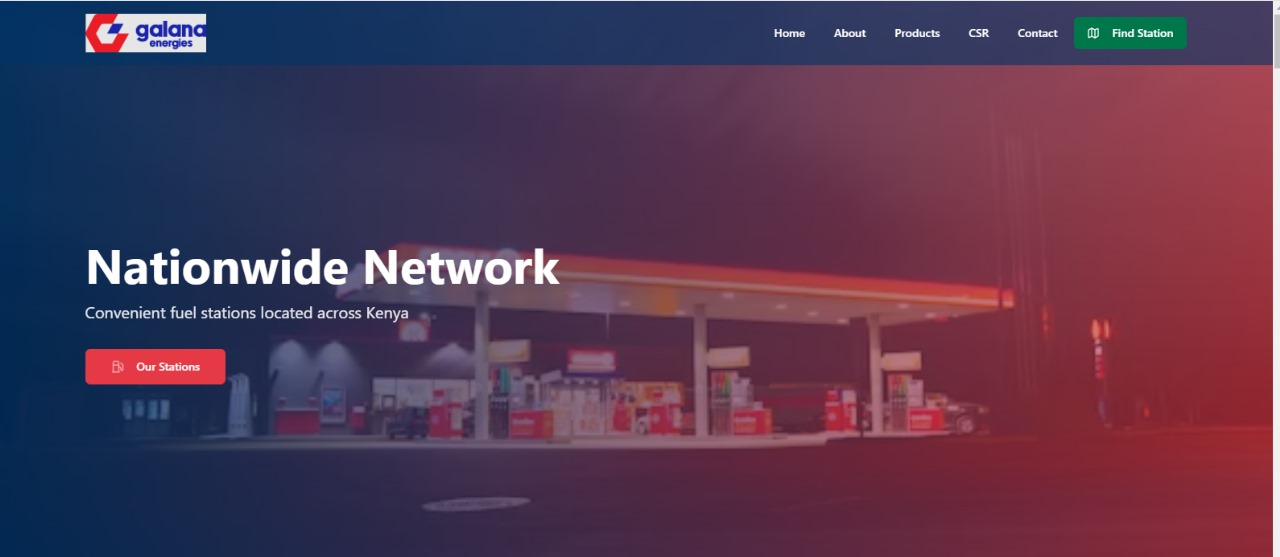 galana
energies
Home
About
Products
CSR
Contact
Find Station
Nationwide Network
Convenient fuel stations located across Kenya
Our Stations